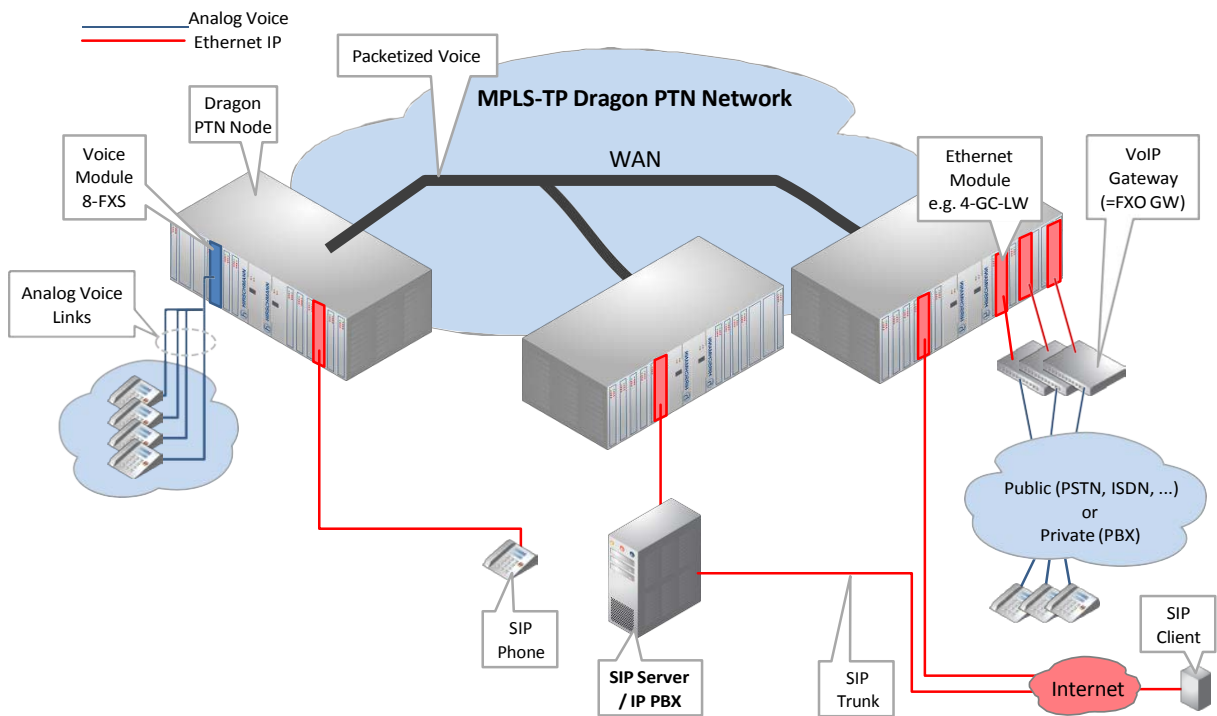 Analog Voice
Ethernet IP
Packetized Voice
MPLS-TP Dragon PTN Network
WAN
Dragon
PTN Node
Voice
Module
8-FXS
Analog Voice
Links
Ethernet
Module
e.g. 4-GC-LW
VoIP
Gateway
(=FXO GW)
Public (PSTN, ISDN, ...)
or
Private (PBX)
SIP
Phone
SIP Server
/ IP PBX
SIP
Trunk
Internet
SIP
Client